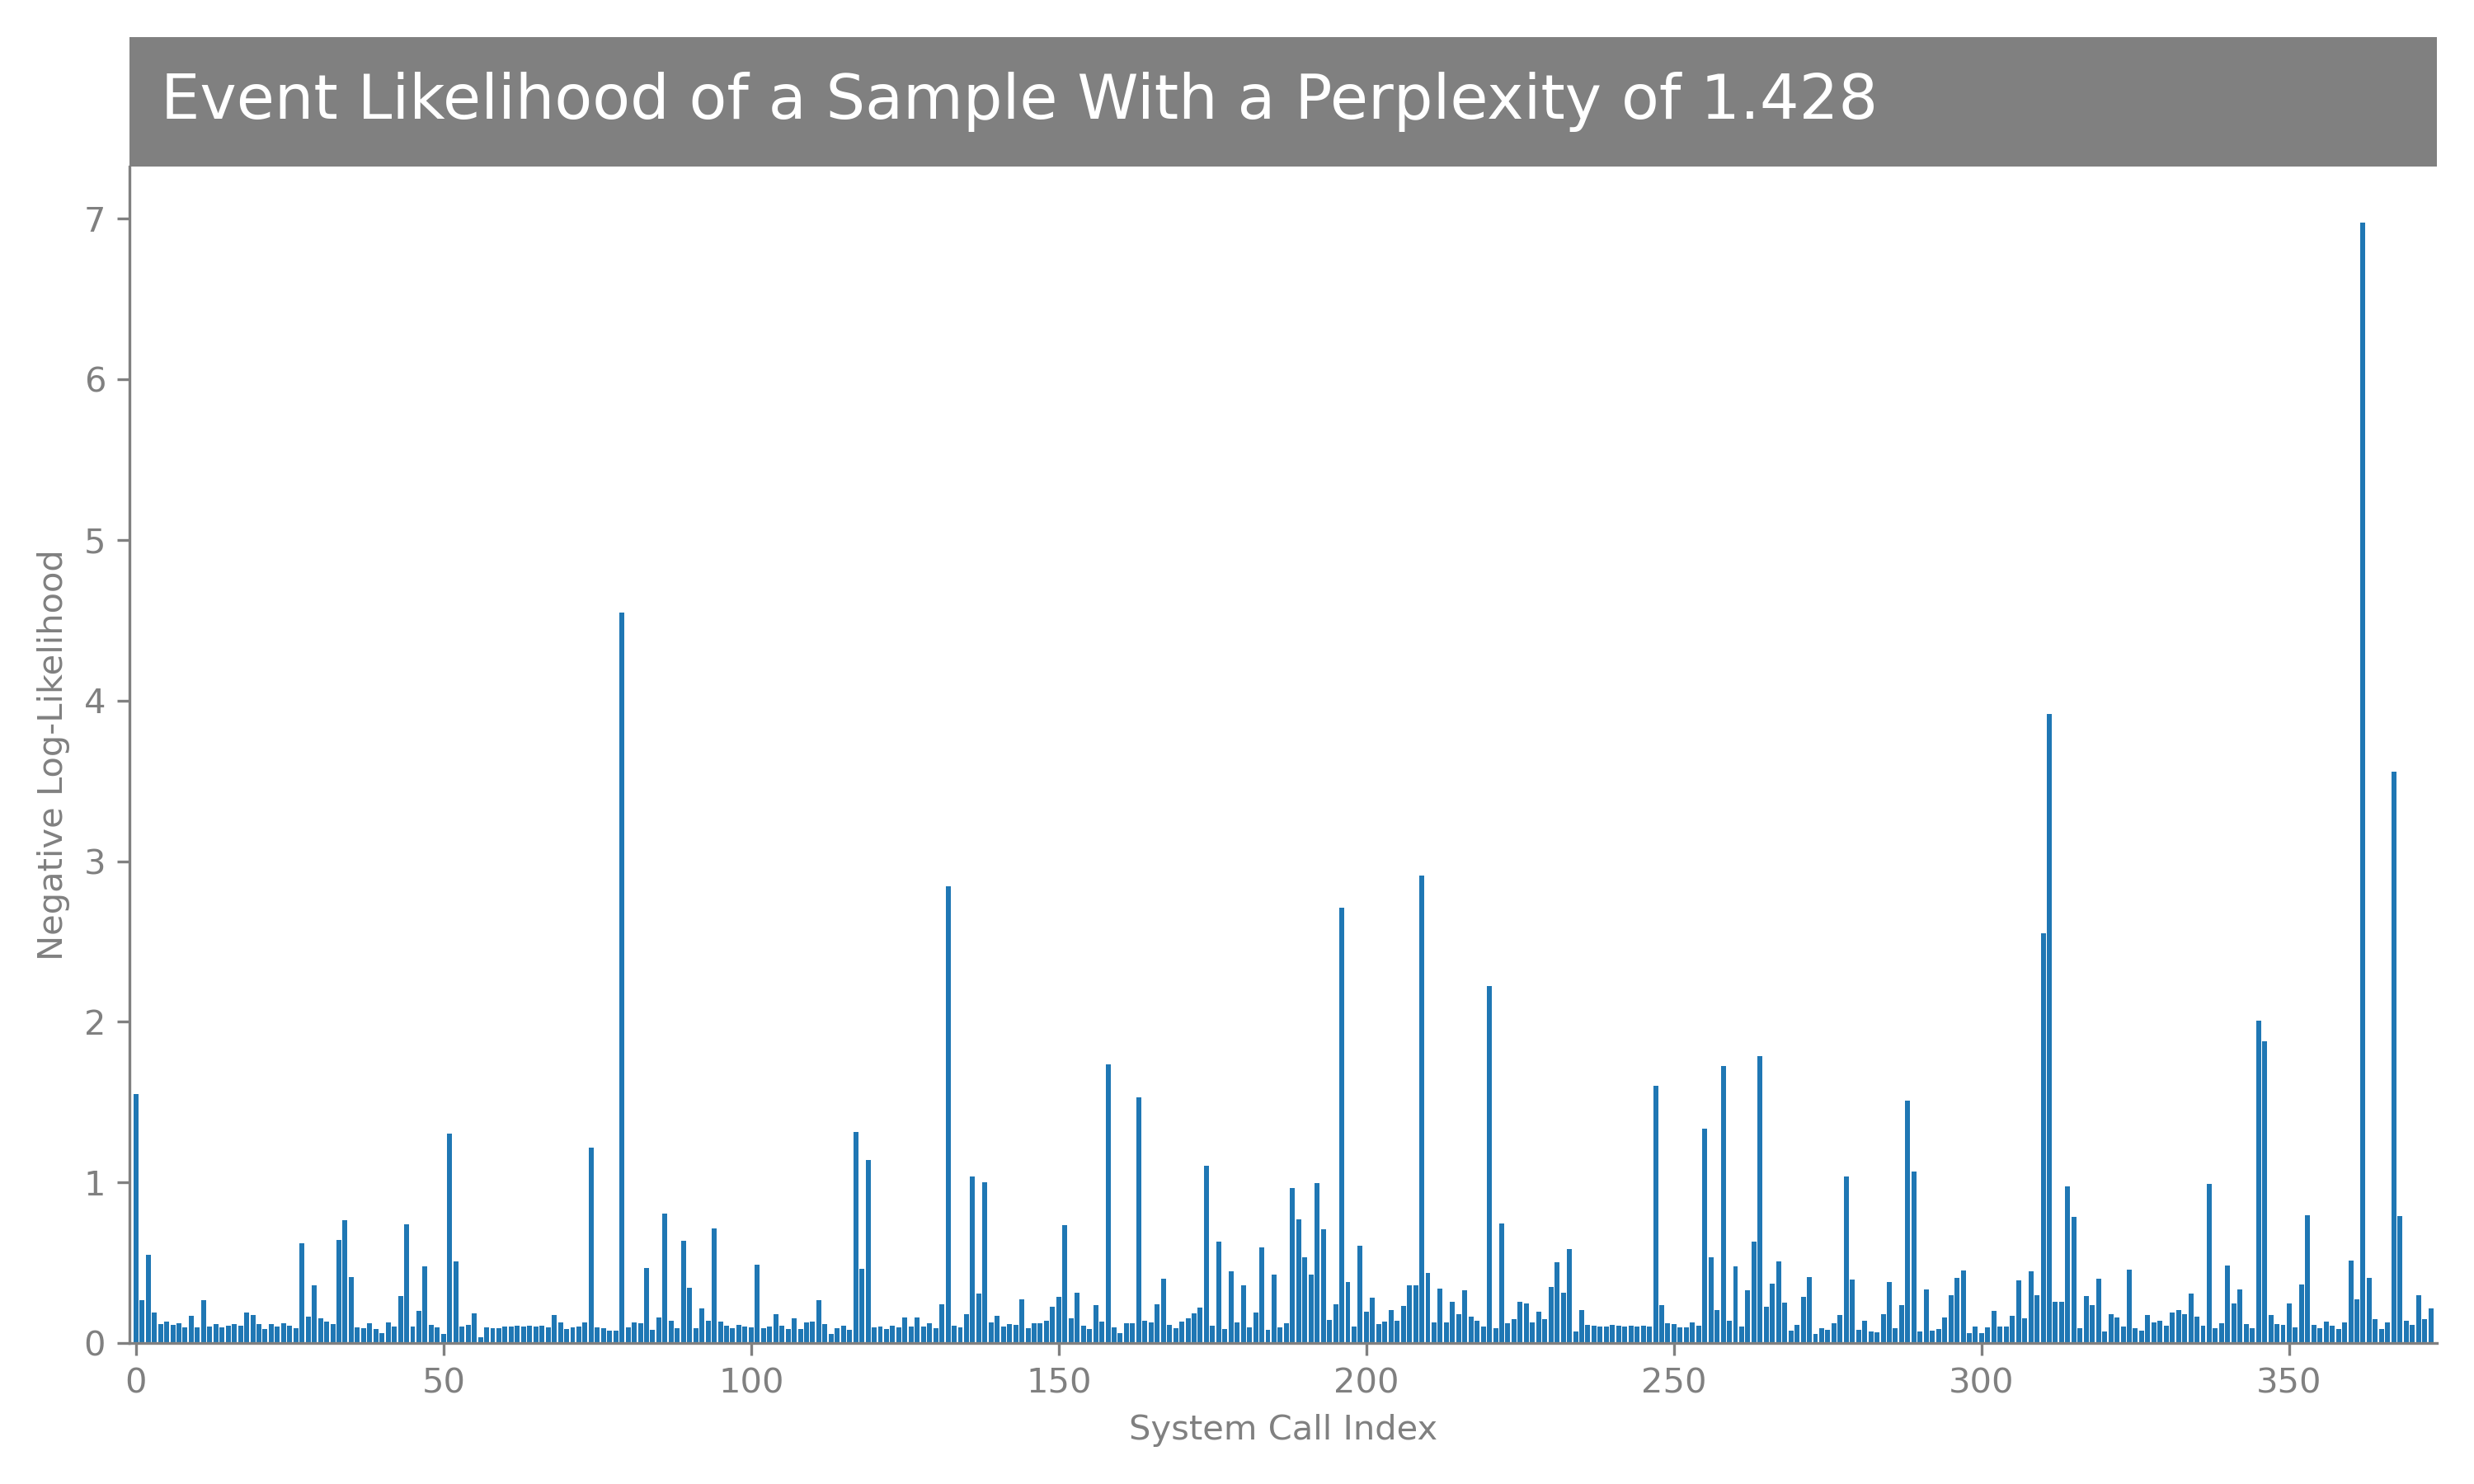 Event Likelihood of a Sample With a Perplexity of 1.428
7
6
5
4
3
2
1
0
Negative Log-Likelihood
0 50 100 150 200 250 300 350
System Call Index